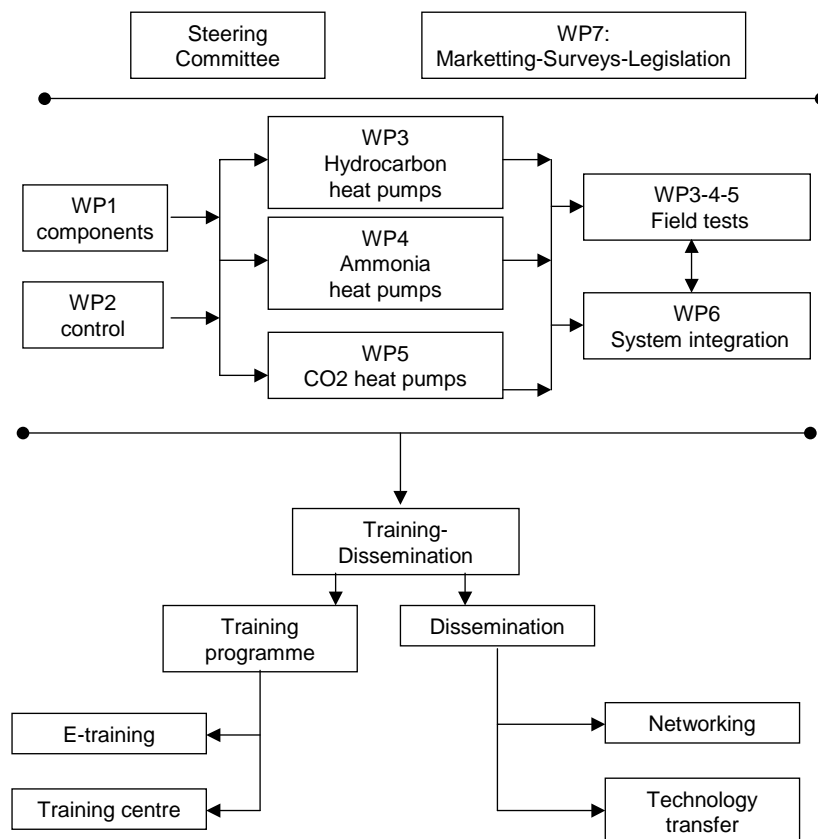 Steering
Committee
WP7:
Marketting-Surveys-Legislation
WP3
Hydrocarbon
heat pumps
WP1
components
WP4
Ammonia
heat pumps
WP3-4-5
Field tests
WP2
control
WP5
CO2 heat pumps
WP6
System integration
Training-
Dissemination
Training
programme
Dissemination
E-training
Networking
Training centre
Technology
transfer